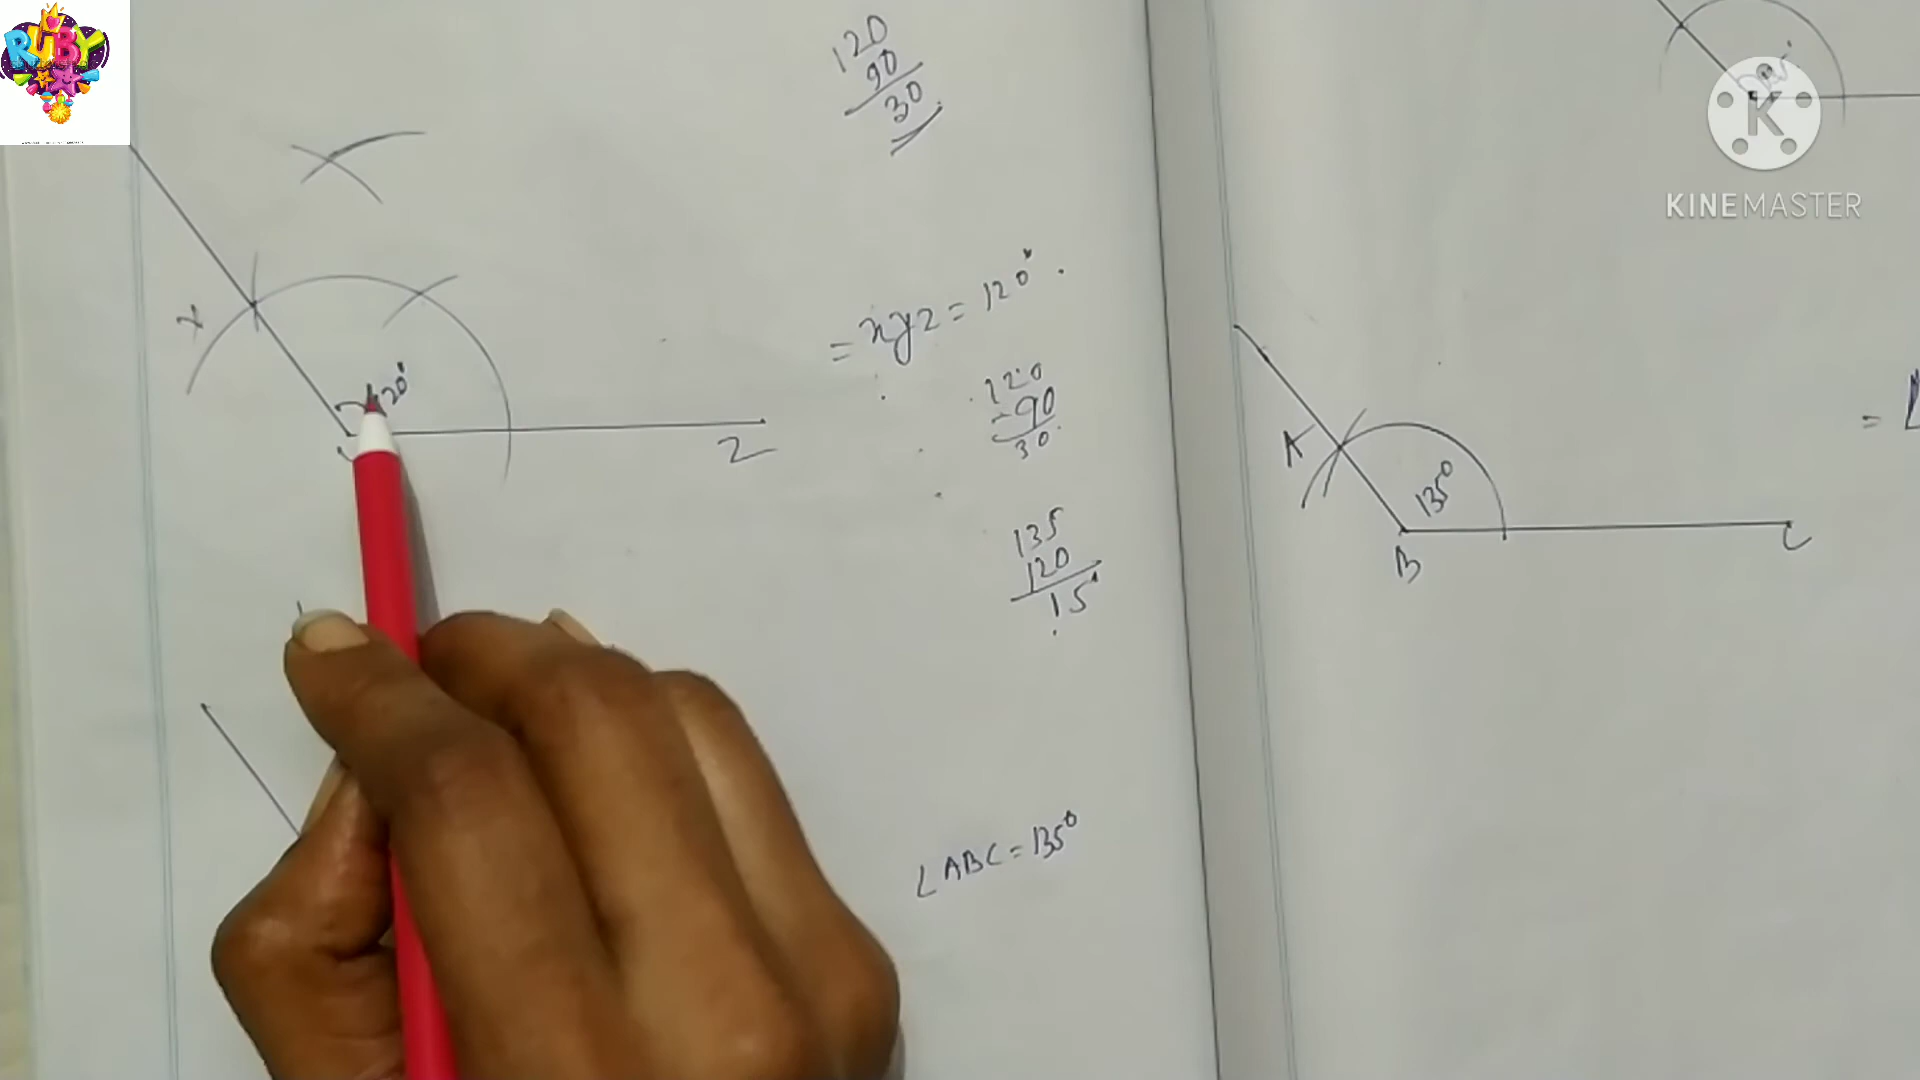 RUBY
120
90
30
X
120°
Z
= xyz = 120°
120
-90
30
135
120
15°
∠ABC = 135°
K
KINEMASTER
A
135°
B
C
=